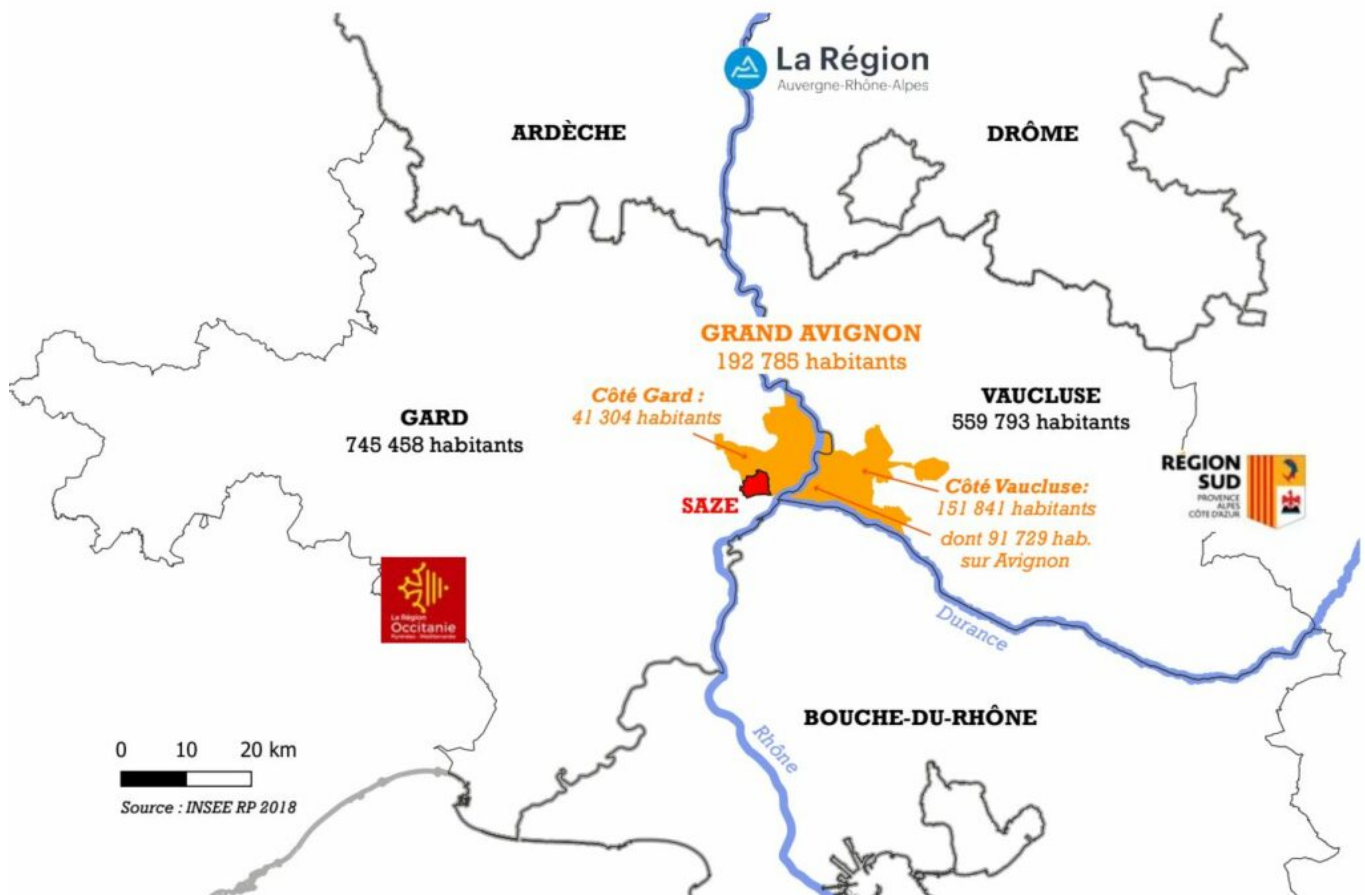 La Région
Auvergne-Rhône-Alpes
ARDÈCHE
DRÔME
GRAND AVIGNON
192 785 habitants
Côté Gard :
41 304 habitants
GARD
745 458 habitants
VAUCLUSE
559 793 habitants
SAZE
Côté Vaucluse:
151 841 habitants
dont 91 729 hab.
sur Avignon
RÉGION
SUD
PROVENCE
ALPES
CÔTE D'AZUR
La Région
Occitanie
Pyrénées - Méditerranée
Durance
BOUCHE-DU-RHÔNE
Rhône
0 10 20 km
Source : INSEE RP 2018